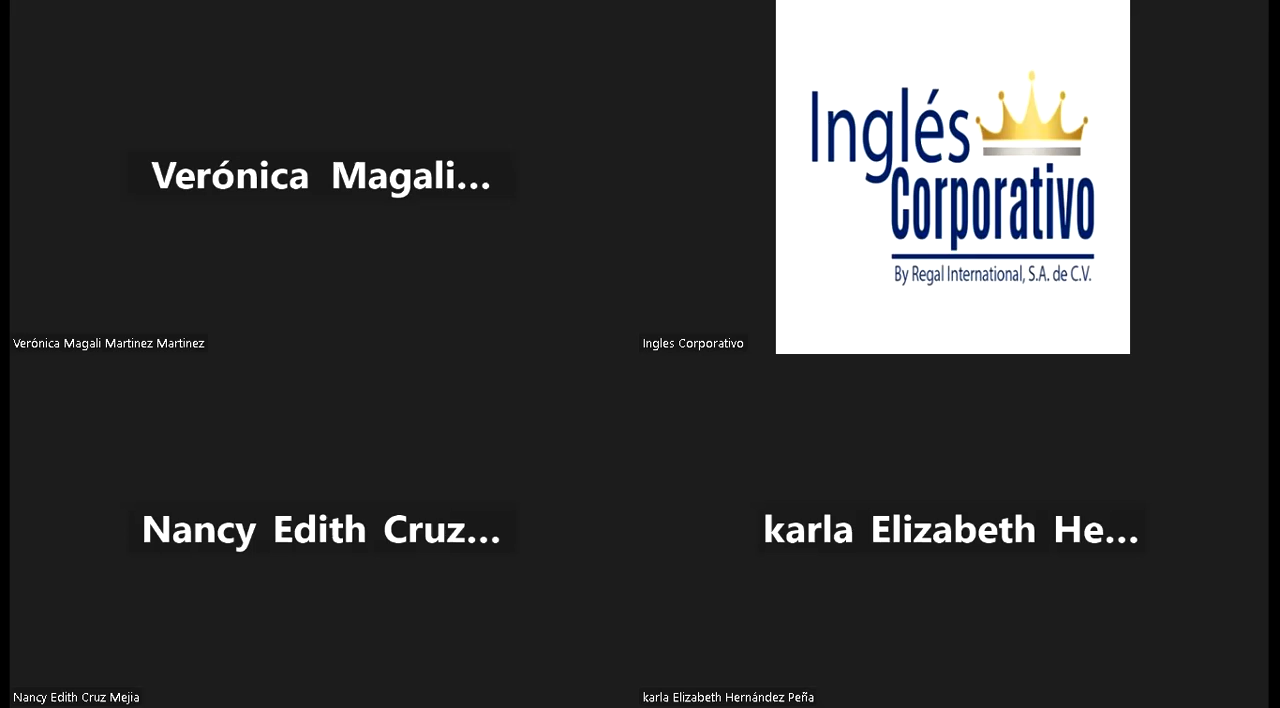 Verónica Magali...
Verónica Magali Martinez Martinez
Inglés
Corporativo
By Regal International, S.A. de C.V.
Ingles Corporativo
Nancy Edith Cruz...
Nancy Edith Cruz Mejia
karla Elizabeth He...
karla Elizabeth Hernández Peña